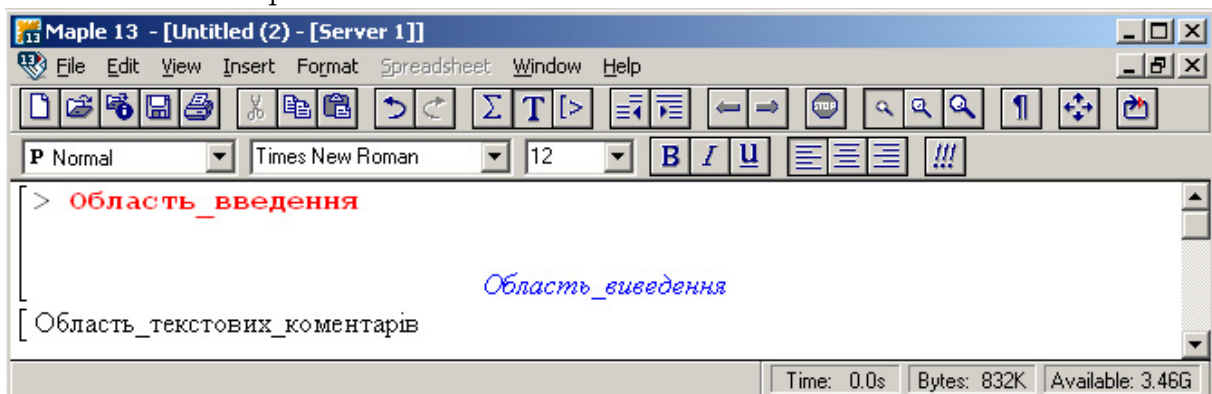 Maple 13 - [Untitled (2) - [Server 1]]
File Edit View Insert Format Spreadsheet Window Help
STOP
P Normal Times New Roman 12 B I U !!!
> Область_введення
Область_виведення
Область_текстових_коментарів
Time: 0.0s Bytes: 832K Available: 3.46G